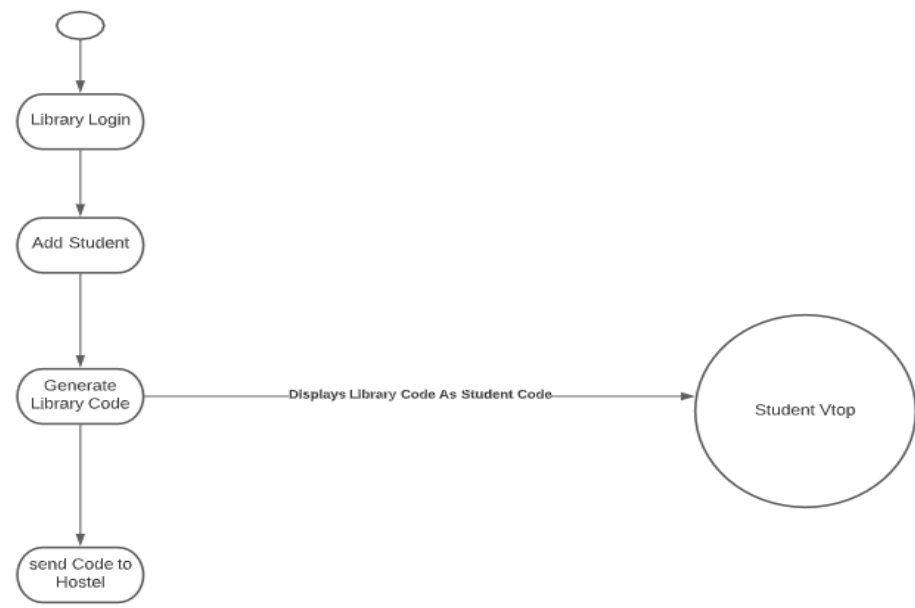 Library Login
Add Student
Generate
Library Code
Displays Library Code As Student Code
Student Vtop
send Code to
Hostel